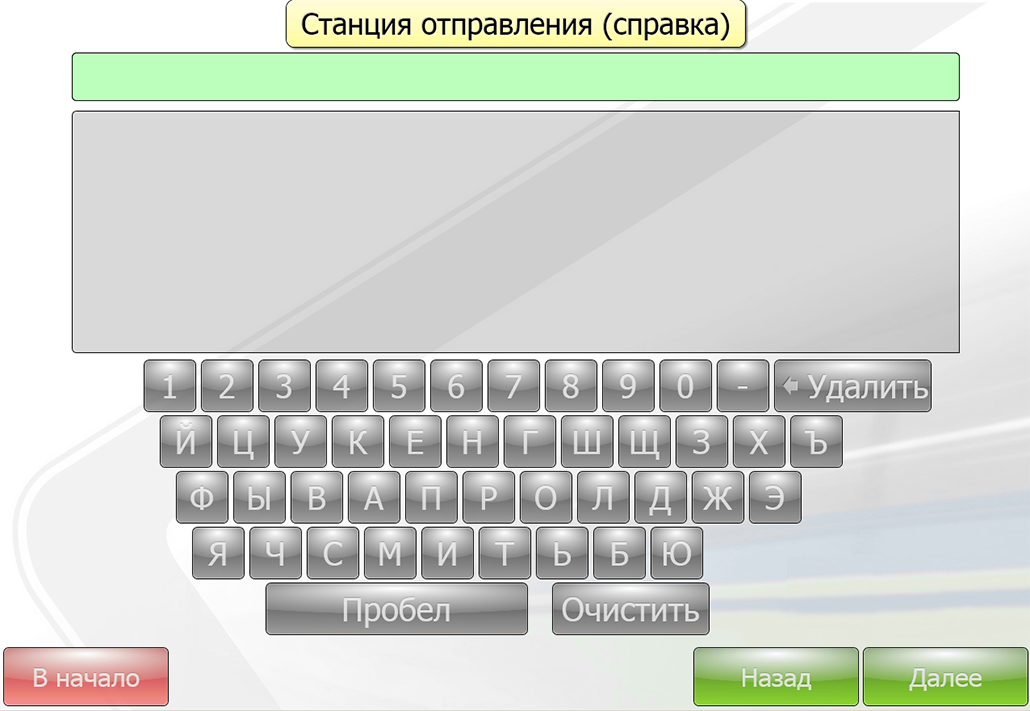 Станция отправления (справка)
1 2 3 4 5 6 7 8 9 0 - Удалить
Й Ц У К Е Н Г Ш Щ З Х Ъ
Ф Ы В А П Р О Л Д Ж Э
Я Ч С М И Т Ь Б Ю
Пробел Очистить
В начало Назад Далее